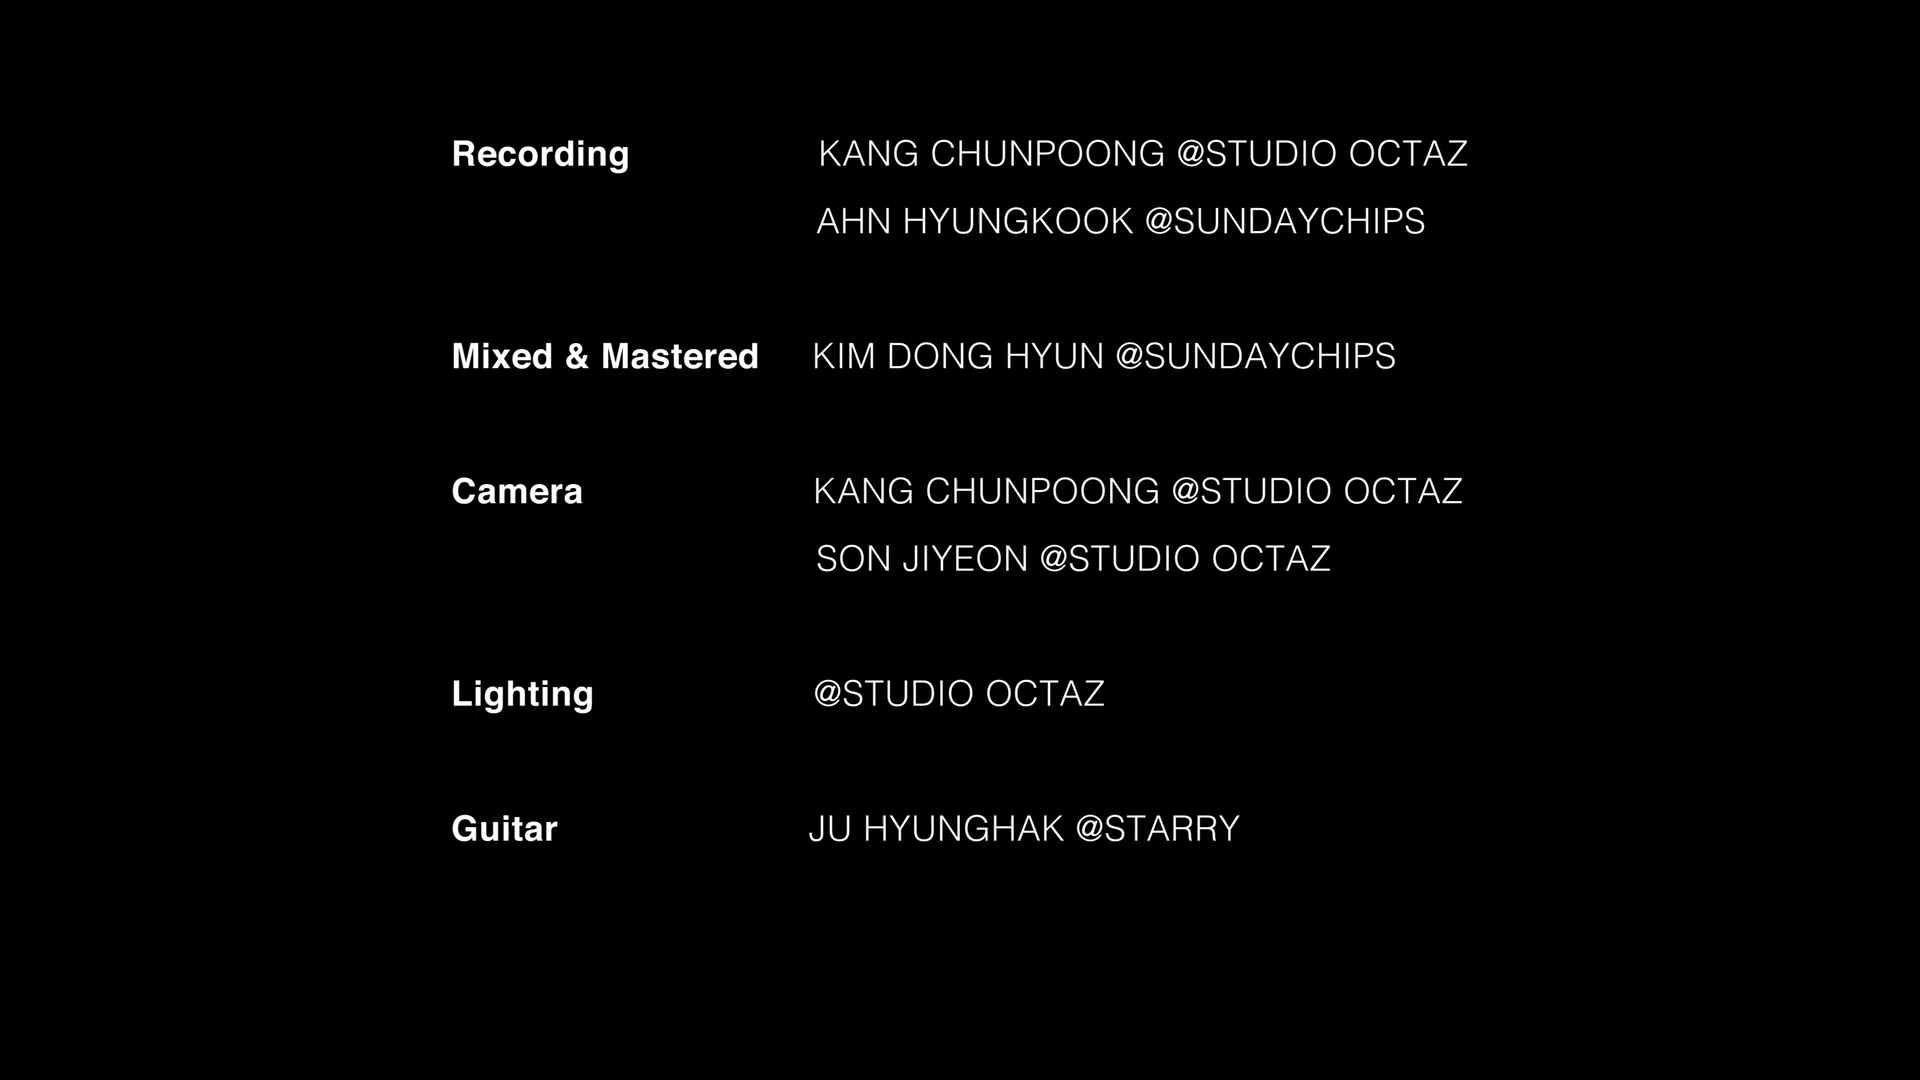 Recording KANG CHUNPOONG @STUDIO OCTAZ
AHN HYUNGKOOK @SUNDAYCHIPS
Mixed & Mastered KIM DONG HYUN @SUNDAYCHIPS
Camera KANG CHUNPOONG @STUDIO OCTAZ
SON JIYEON @STUDIO OCTAZ
Lighting @STUDIO OCTAZ
Guitar JU HYUNGHAK @STARRY